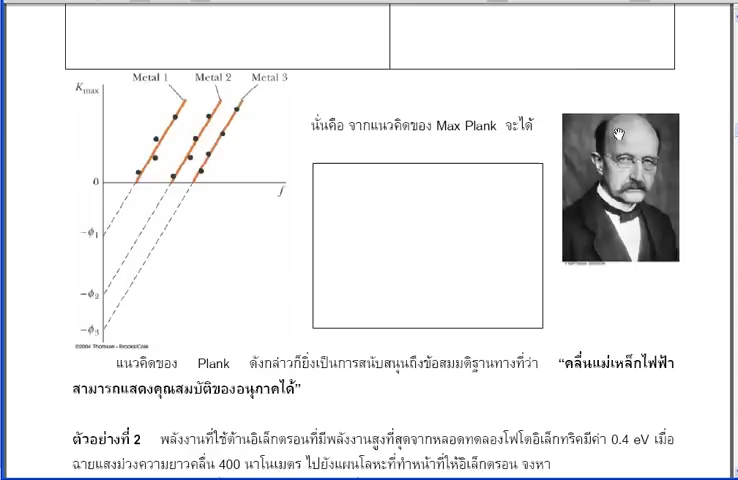 Metal 1 Metal 2 Metal 3
Kmax
นั่นคือ จากแนวคิดของ Max Plank จะได้
0
f
−ϕ1
−ϕ2
−ϕ3
©2004 Thomson - Brooks/Cole
แนวคิดของ Plank ดังกล่าวก็ยิ่งเป็นการสนับสนุนถึงข้อสมมติฐานทางที่ว่า “คลื่นแม่เหล็กไฟฟ้า
สามารถแสดงคุณสมบัติของอนุภาคได้”
ตัวอย่างที่ 2 พลังงานที่ใช้ต้านอิเล็กตรอนที่มีพลังงานสูงที่สุดจากหลอดทดลองโฟโตอิเล็กทริคมีค่า 0.4 eV เมื่อ
ฉายแสงม่วงความยาวคลื่น 400 นาโนเมตร ไปยังแผ่นโลหะที่ทำหน้าที่ให้อิเล็กตรอน จงหา